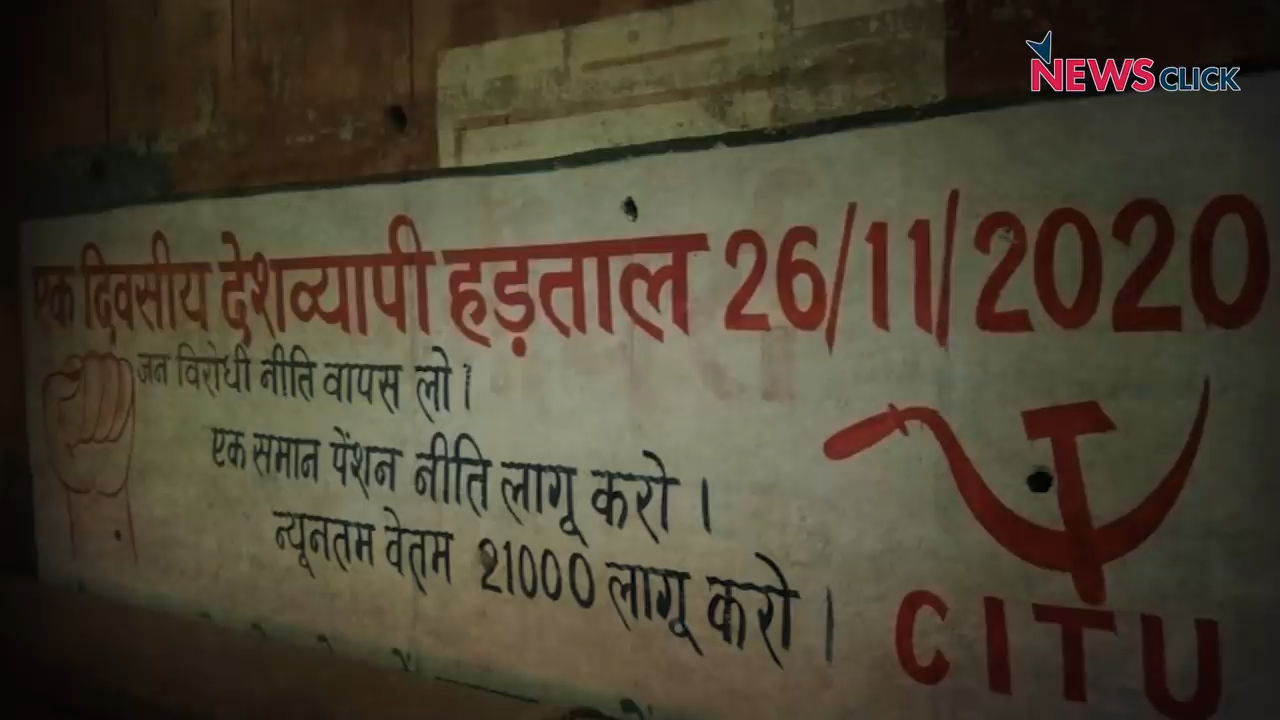 NEWSCLICK
एक दिवसीय देशव्यापी हड़ताल 26/11/2020
जन विरोधी नीति वापस लो।
एक समान पेंशन नीति लागू करो।
न्यूनतम वेतम 21000 लागू करो।
CITU